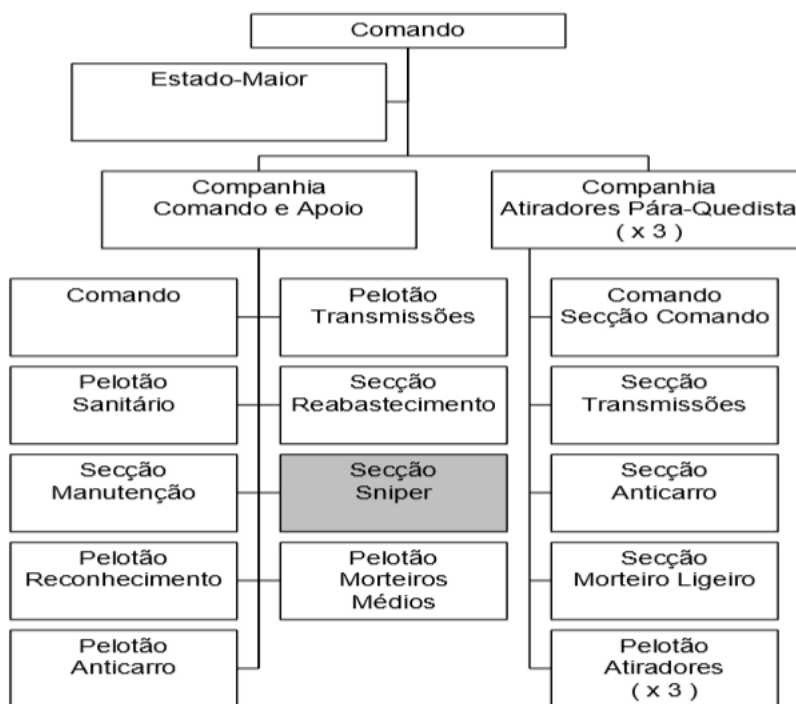 Comando
Estado-Maior
Companhia
Comando e Apoio
Companhia
Atiradores Pára-Quedista
( x 3 )
Comando
Pelotão
Transmissões
Comando
Secção Comando
Pelotão
Sanitário
Secção
Reabastecimento
Secção
Transmissões
Secção
Manutenção
Secção
Sniper
Secção
Anticarro
Pelotão
Reconhecimento
Pelotão
Morteiros
Médios
Secção
Morteiro Ligeiro
Pelotão
Anticarro
Pelotão
Atiradores
( x 3 )